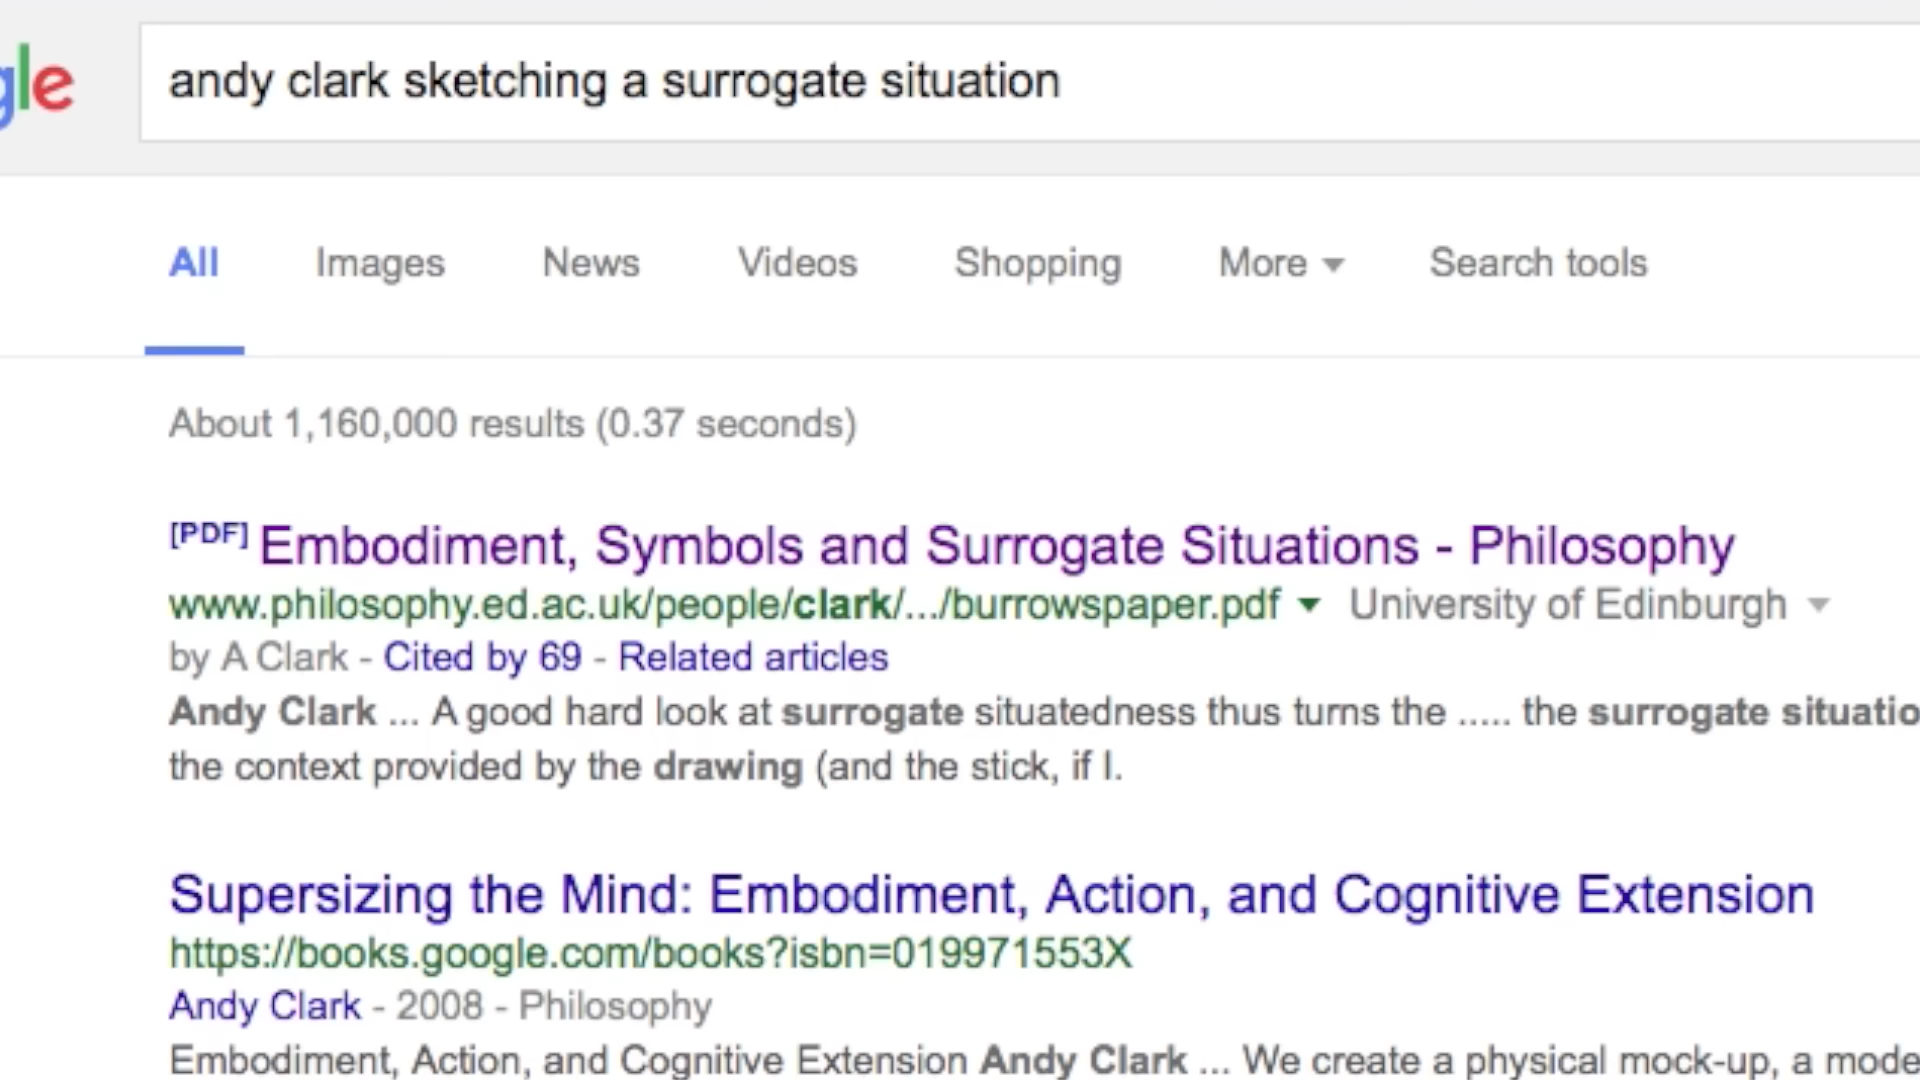 gle
andy clark sketching a surrogate situation
All Images News Videos Shopping More Search tools
About 1,160,000 results (0.37 seconds)
[PDF] Embodiment, Symbols and Surrogate Situations - Philosophy
www.philosophy.ed.ac.uk/people/clark/.../burrowspaper.pdf University of Edinburgh
by A Clark - Cited by 69 - Related articles
Andy Clark ... A good hard look at surrogate situatedness thus turns the ..... the surrogate situatio
the context provided by the drawing (and the stick, if I.
Supersizing the Mind: Embodiment, Action, and Cognitive Extension
https://books.google.com/books?isbn=019971553X
Andy Clark - 2008 - Philosophy
Embodiment, Action, and Cognitive Extension Andy Clark ... We create a physical mock-up, a mode